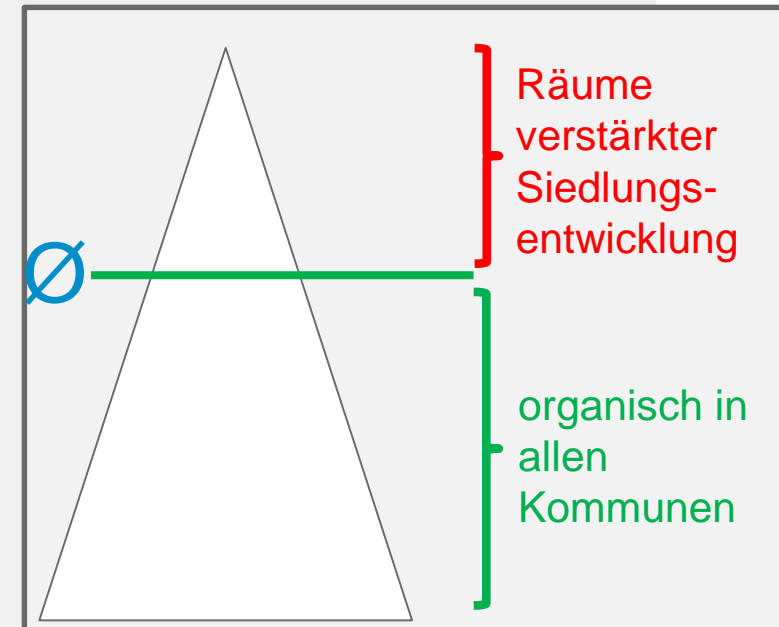 Räume
verstärkter
Siedlungs-
entwicklung
Ø
organisch in
allen
Kommunen